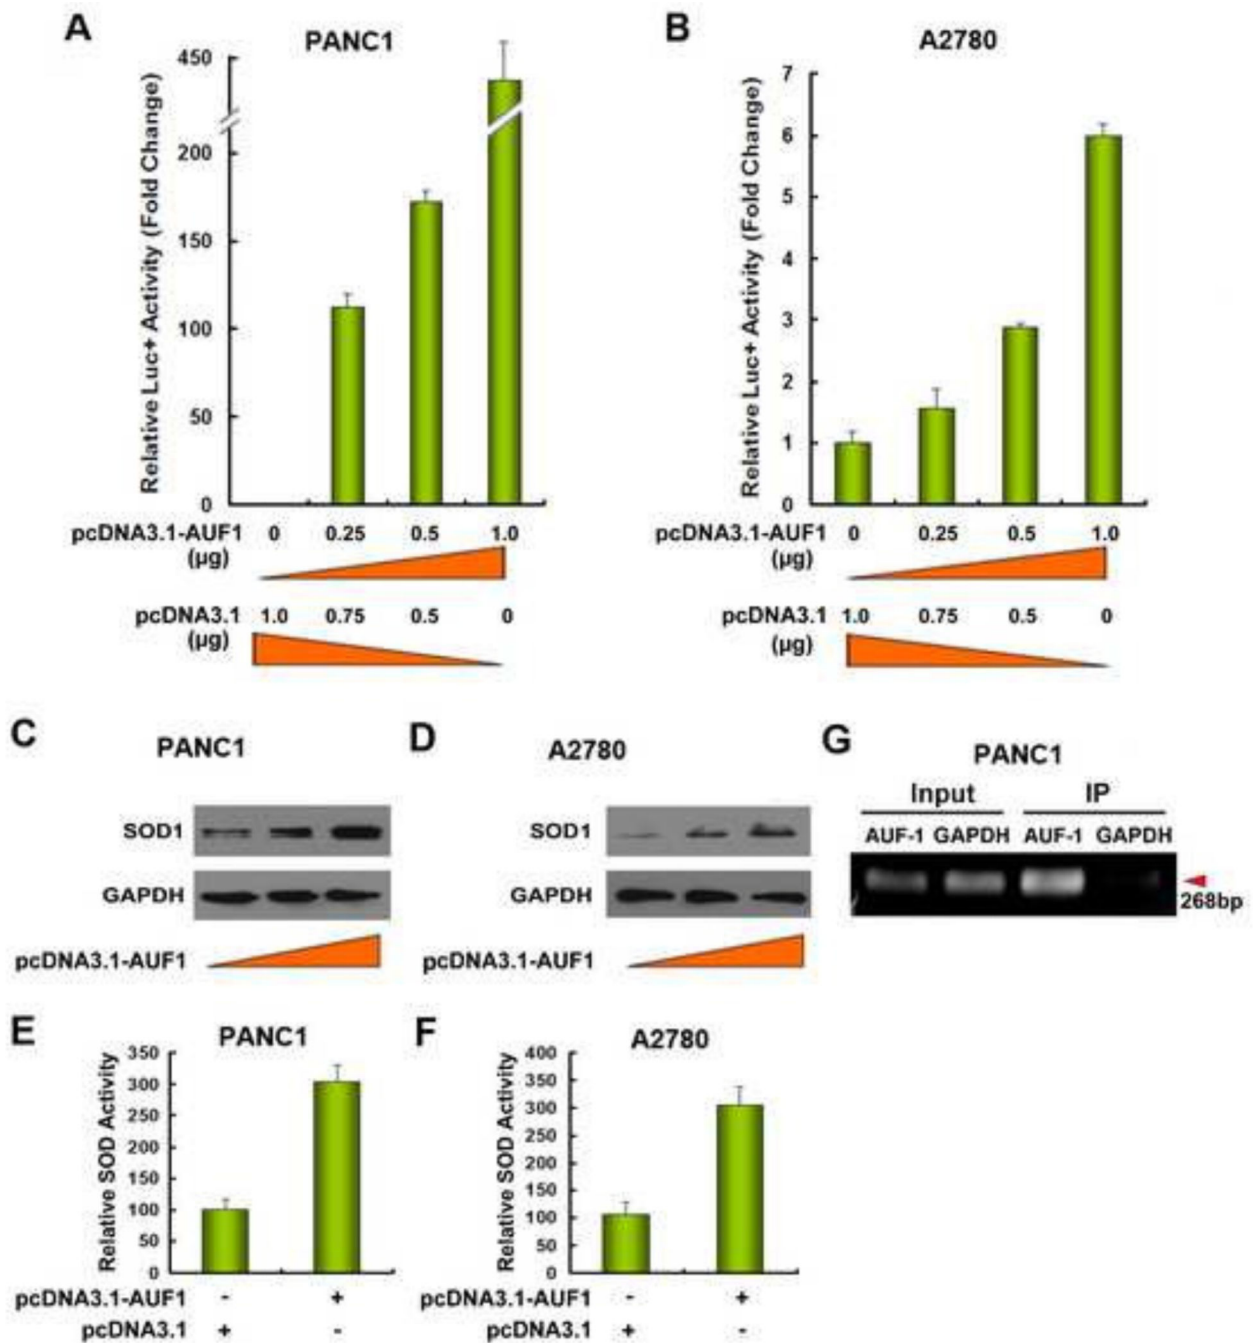 A
PANC1
Relative Luc+ Activity (Fold Change)
450
200
150
100
50
0
pcDNA3.1-AUF1 0 0.25 0.5 1.0
(μg)
pcDNA3.1 1.0 0.75 0.5 0
(μg)
B
A2780
Relative Luc+ Activity (Fold Change)
7
6
5
4
3
2
1
0
pcDNA3.1-AUF1 0 0.25 0.5 1.0
(μg)
pcDNA3.1 1.0 0.75 0.5 0
(μg)
C
PANC1
SOD1
GAPDH
pcDNA3.1-AUF1
D
A2780
SOD1
GAPDH
pcDNA3.1-AUF1
G
PANC1
Input IP
AUF-1 GAPDH AUF-1 GAPDH
268bp
E
PANC1
Relative SOD Activity
350
300
250
200
150
100
50
0
pcDNA3.1-AUF1 - +
pcDNA3.1 + -
F
A2780
Relative SOD Activity
400
350
300
250
200
150
100
50
0
pcDNA3.1-AUF1 - +
pcDNA3.1 + -